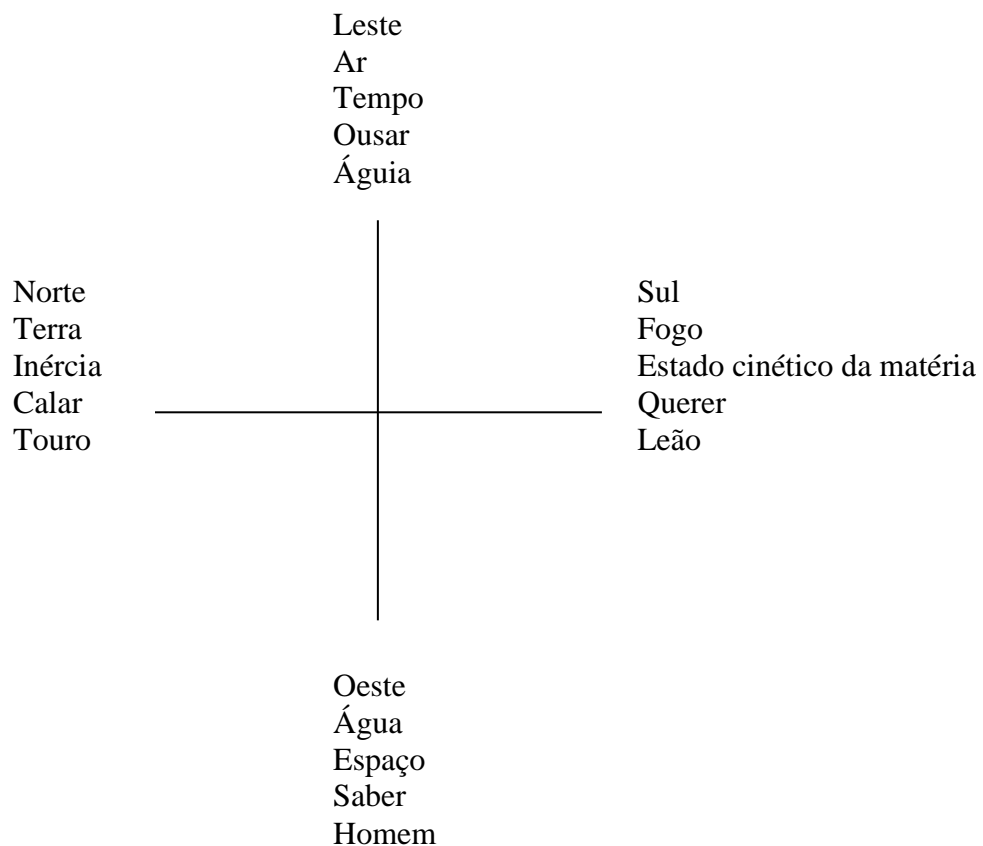 Leste
Ar
Tempo
Ousar
Águia
Norte
Terra
Inércia
Calar
Touro
Sul
Fogo
Estado cinético da matéria
Querer
Leão
Oeste
Água
Espaço
Saber
Homem